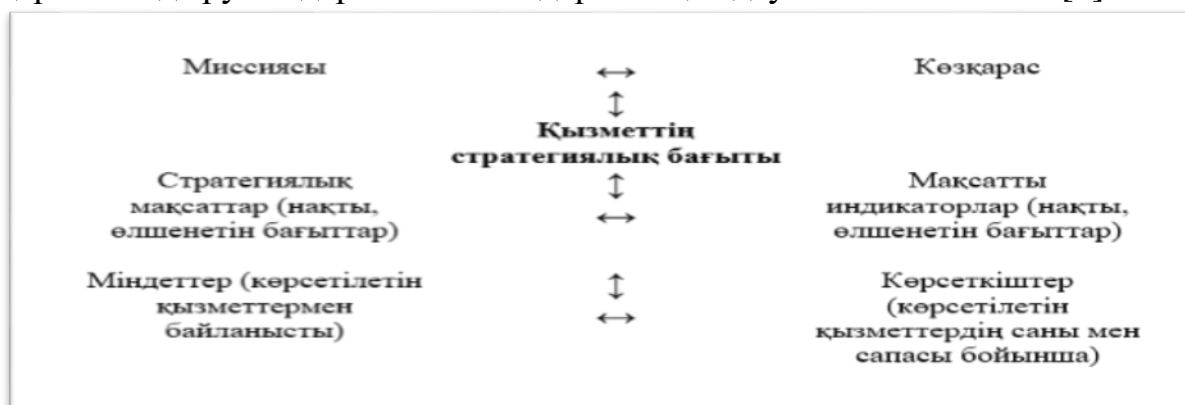 Миссиясы ↔ Көзқарас
↕
Қызметтің
стратегиялық бағыты
Стратегиялық ↕ Мақсатты
мақсаттар (нақты, ↔ индикаторлар (нақты,
өлшенетін бағыттар) өлшенетін бағыттар)
Міндеттер (көрсетілетін ↕ Көрсеткіштер
қызметтермен (көрсетілетін
байланысты) ↔ қызметтердің саны мен
сапасы бойынша)